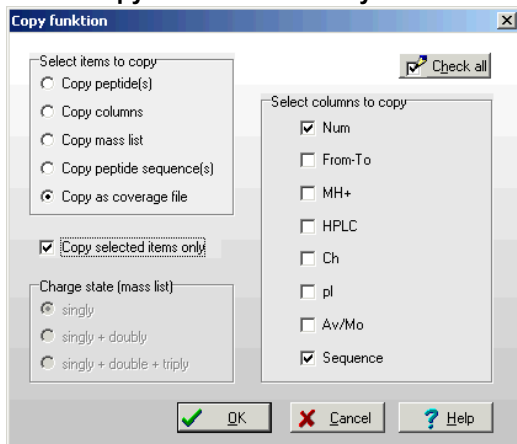 Copy funktion
Select items to copy
Copy peptide(s)
Copy columns
Copy mass list
Copy peptide sequence(s)
Copy as coverage file
Copy selected items only
Charge state (mass list)
singly
singly + doubly
singly + double + triply
Check all
Select columns to copy
Num
From-To
MH+
HPLC
Ch
pI
Av/Mo
Sequence
OK
Cancel
Help